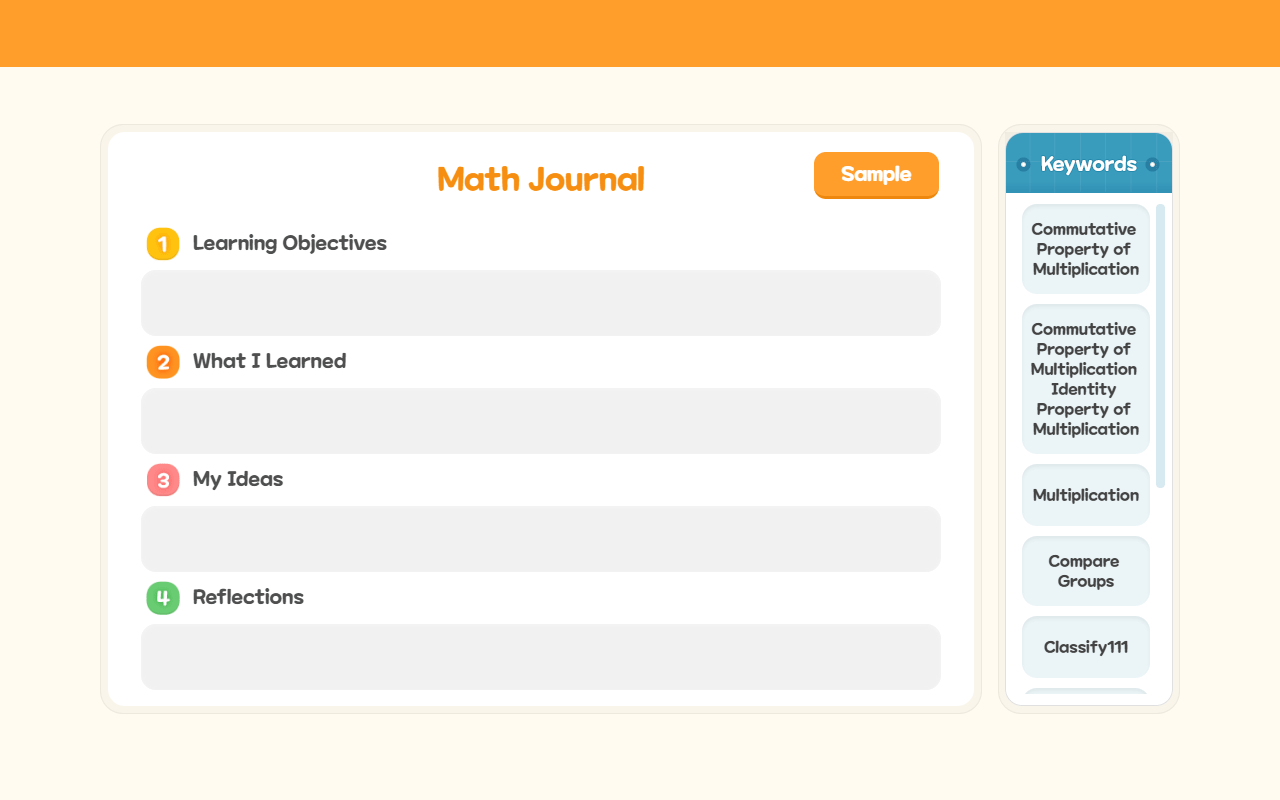 Math Journal
Sample
1 Learning Objectives
2 What I Learned
3 My Ideas
4 Reflections
Keywords
Commutative
Property of
Multiplication
Commutative
Property of
Multiplication
Identity
Property of
Multiplication
Multiplication
Compare
Groups
Classify111